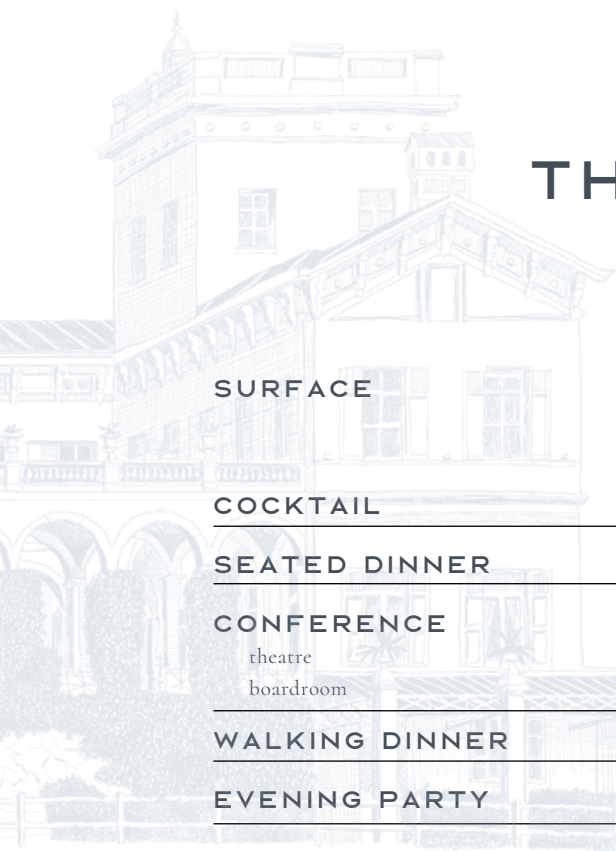 TH
SURFACE
COCKTAIL
SEATED DINNER
CONFERENCE
theatre
boardroom
WALKING DINNER
EVENING PARTY